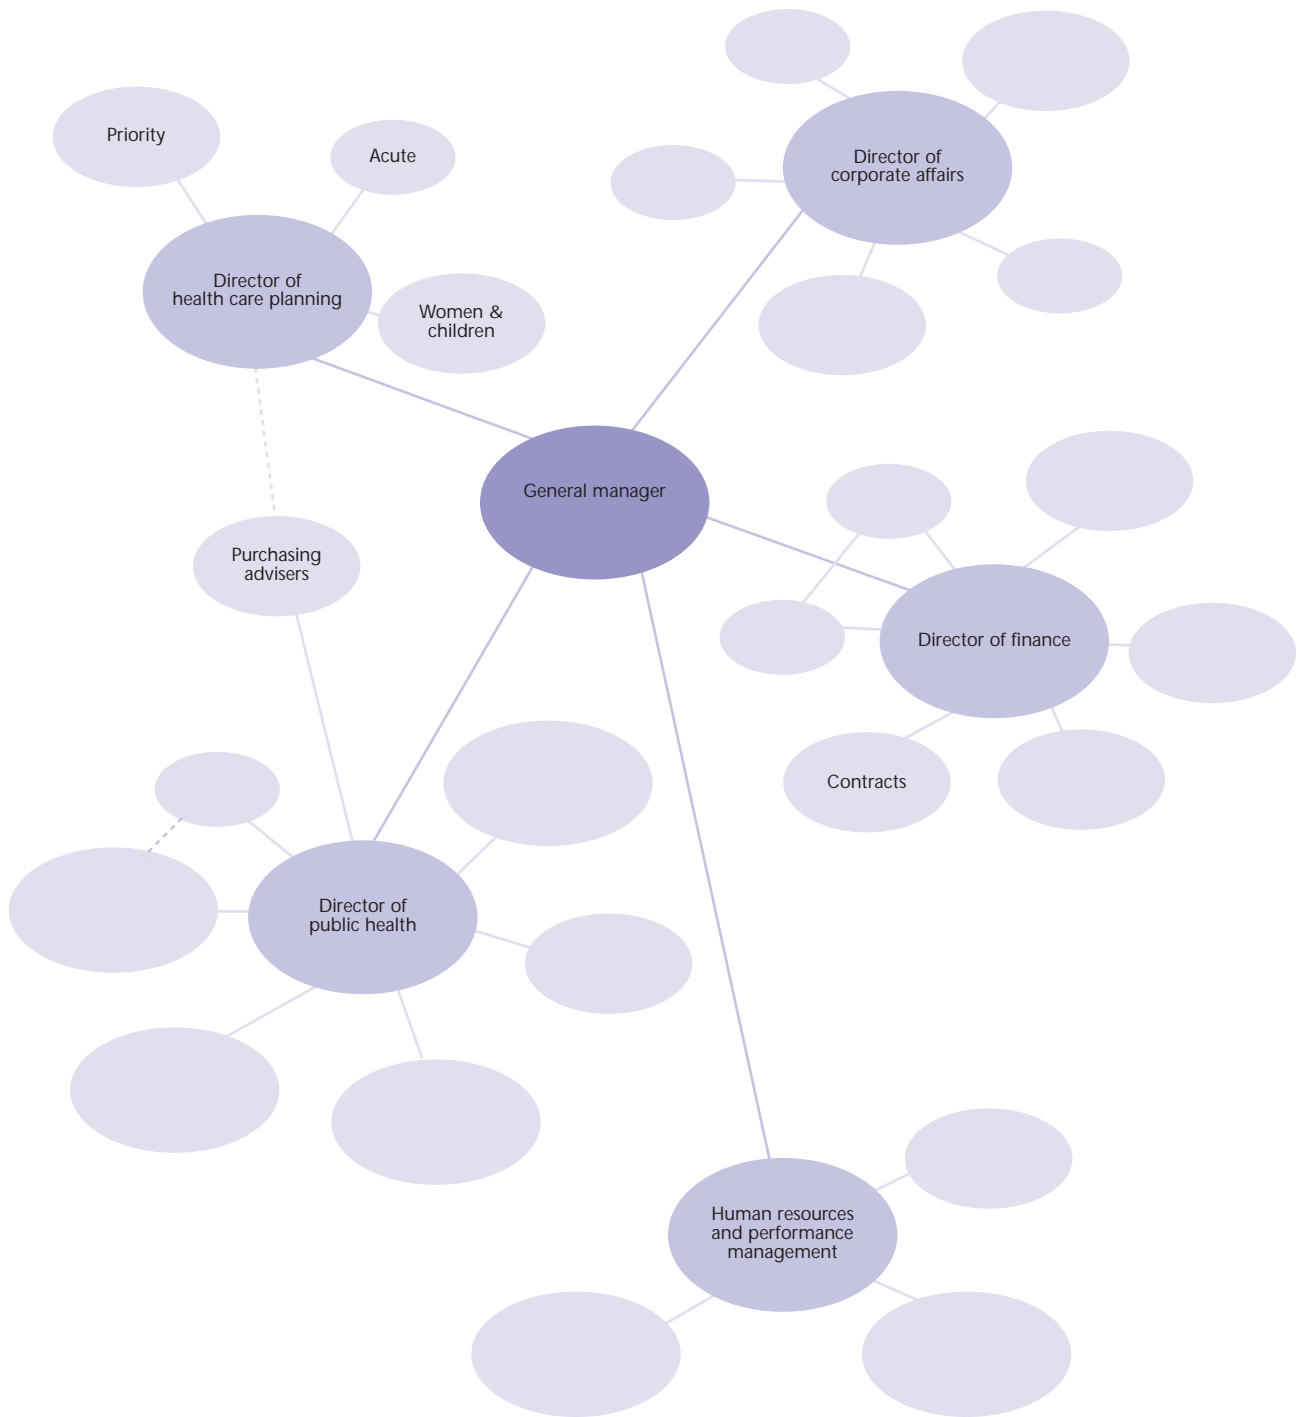 Priority
Acute
Director of
corporate affairs
Director of
health care planning
Women &
children
General manager
Purchasing
advisers
Director of finance
Contracts
Director of
public health
Human resources
and performance
management